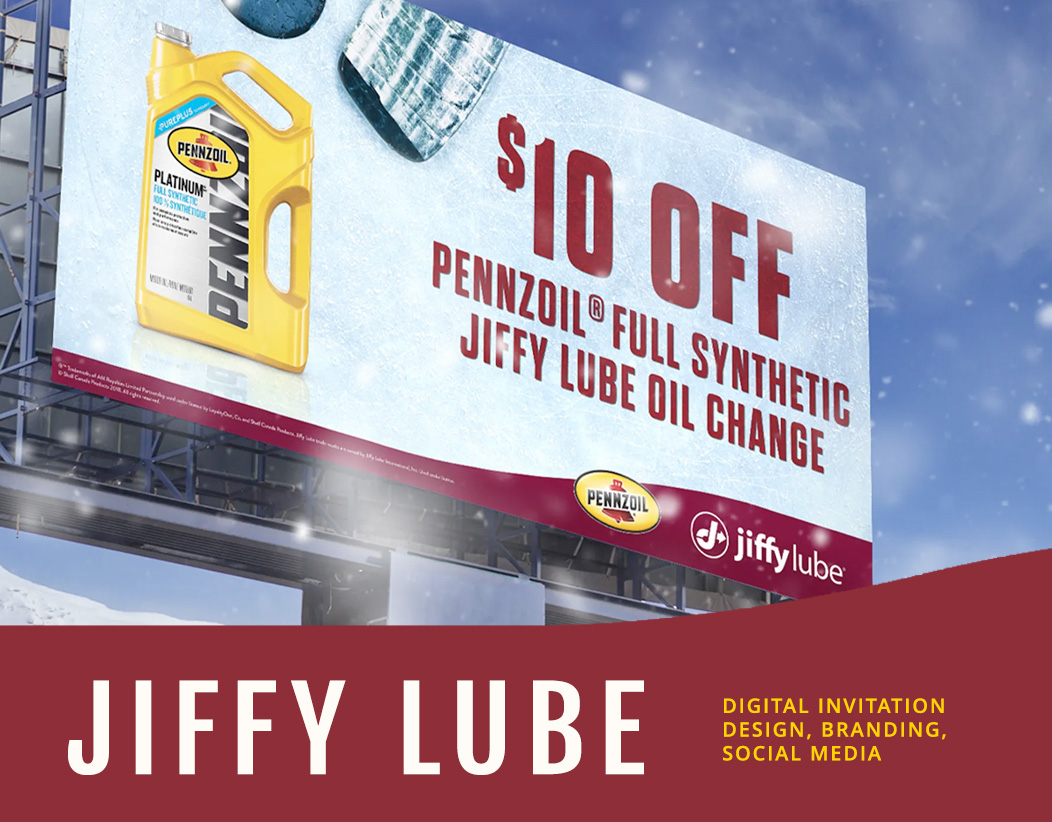 PUREPLUS
PENNZOIL
PLATINUM
FULL SYNTHETIC
100 % SYNTHÉTIQUE
PENNZOIL
$10 OFF
PENNZOIL® FULL SYNTHETIC
JIFFY LUBE OIL CHANGE
PENNZOIL
jiffy lube®
JIFFY LUBE
DIGITAL INVITATION
DESIGN, BRANDING,
SOCIAL MEDIA